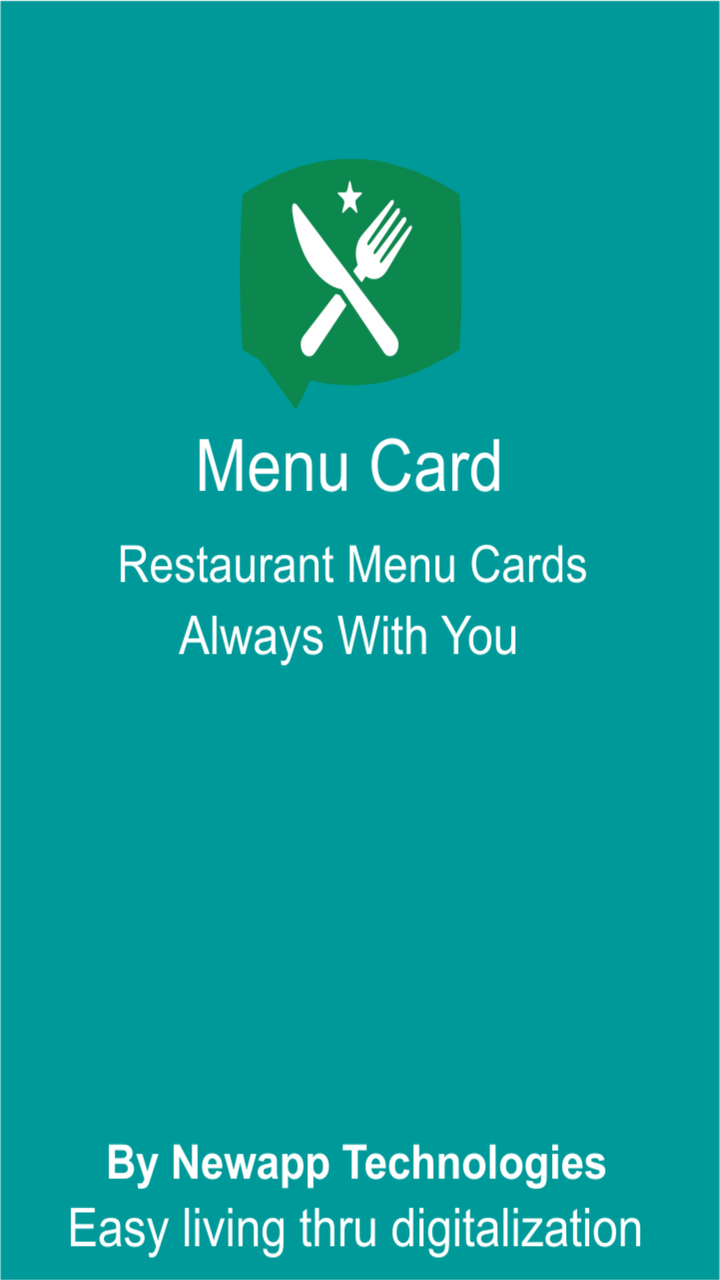 Menu Card
Restaurant Menu Cards
Always With You
By Newapp Technologies
Easy living thru digitalization